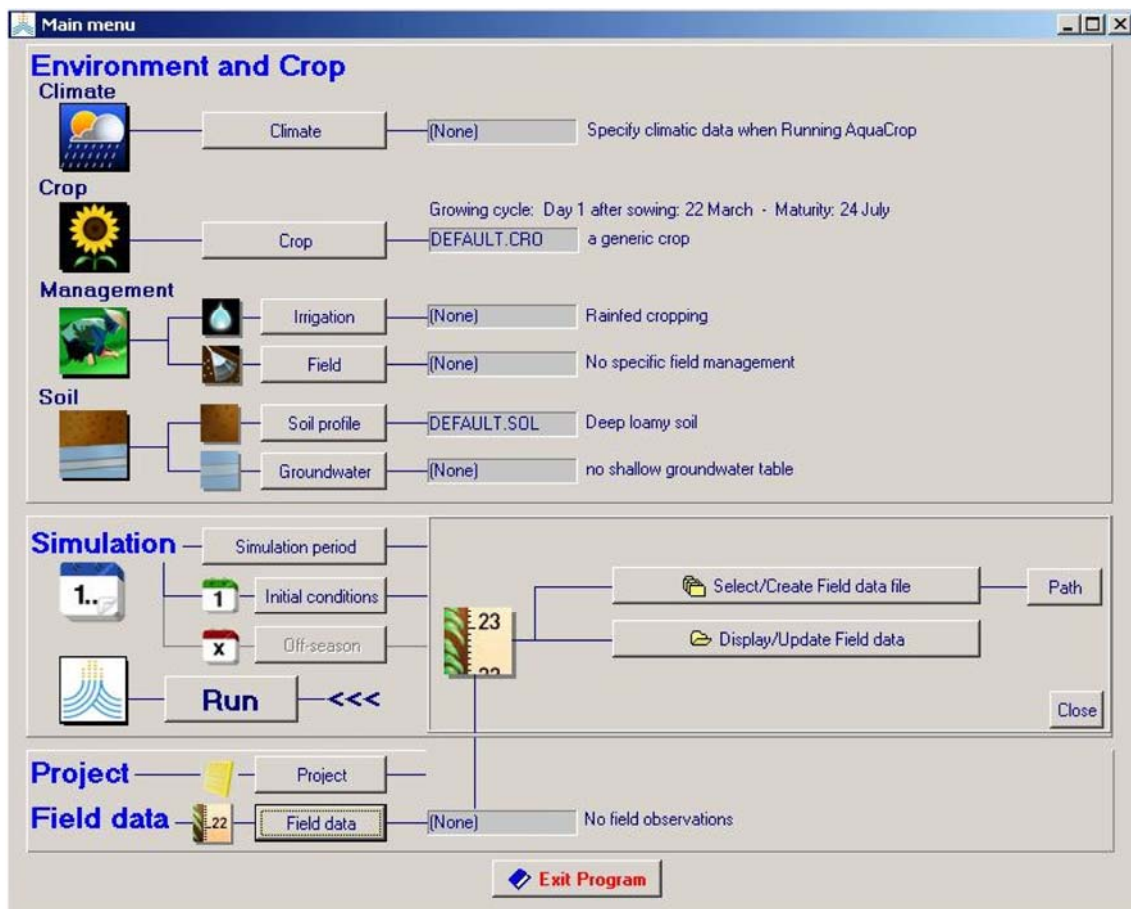 Main menu
Environment and Crop
Climate
Climate (None) Specify climatic data when Running AquaCrop
Crop
Growing cycle: Day 1 after sowing: 22 March - Maturity: 24 July
Crop DEFAULT.CRO a generic crop
Management
Irrigation (None) Rainfed cropping
Field (None) No specific field management
Soil
Soil profile DEFAULT.SOL Deep loamy soil
Groundwater (None) no shallow groundwater table
Simulation Simulation period
1.. 1 Initial conditions
X Off-season
Run <<<
23
Select/Create Field data file Path
Display/Update Field data
Close
Project Project
Field data 22 Field data (None) No field observations
Exit Program